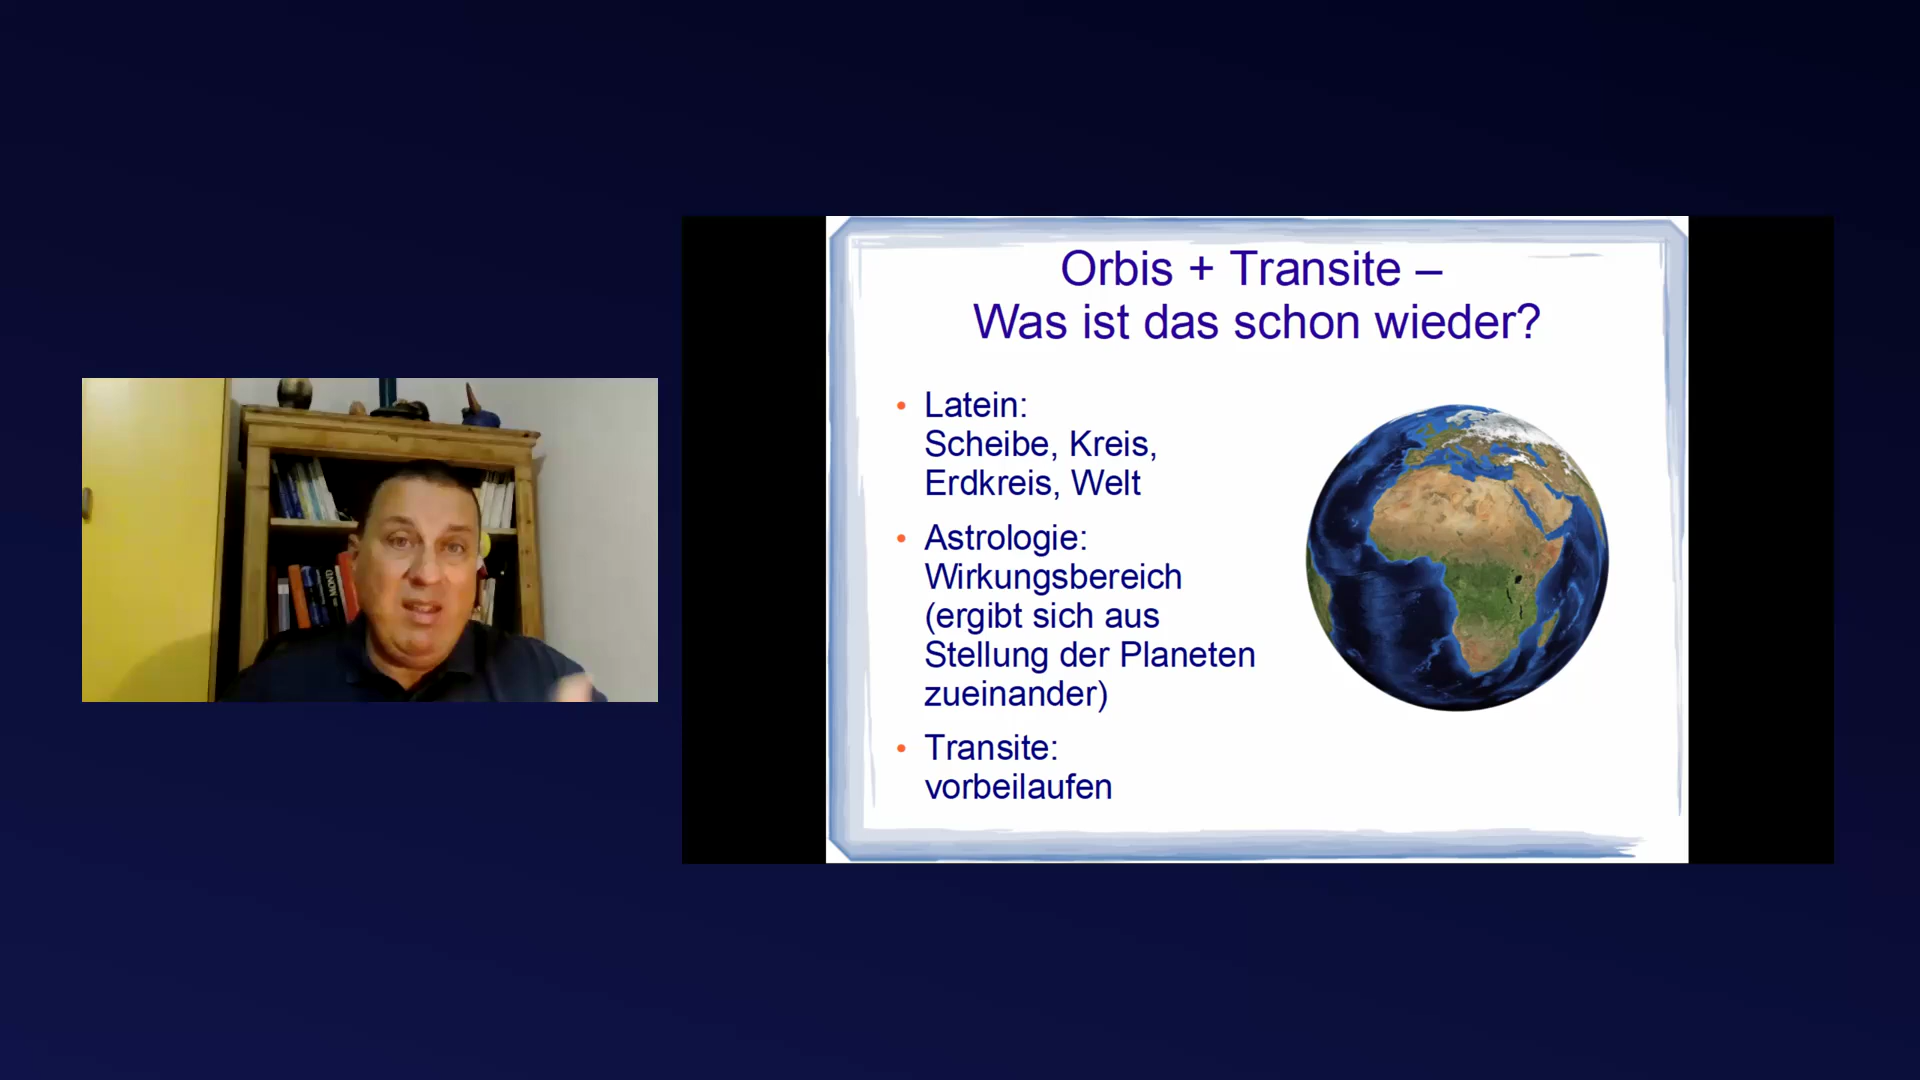 Orbis + Transite –
Was ist das schon wieder?
• Latein:
Scheibe, Kreis,
Erdkreis, Welt
• Astrologie:
Wirkungsbereich
(ergibt sich aus
Stellung der Planeten
zueinander)
• Transite:
vorbeilaufen
MOND